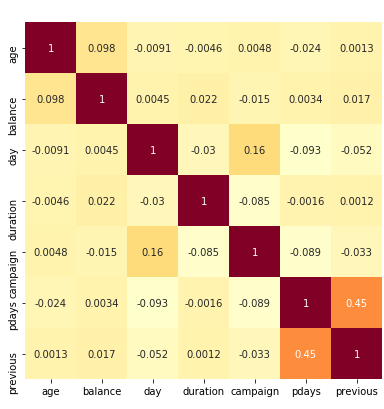 age 1 0.098 -0.0091 -0.0046 0.0048 -0.024 0.0013
balance 0.098 1 0.0045 0.022 -0.015 0.0034 0.017
day -0.0091 0.0045 1 -0.03 0.16 -0.093 -0.052
duration -0.0046 0.022 -0.03 1 -0.085 -0.0016 0.0012
campaign 0.0048 -0.015 0.16 -0.085 1 -0.089 -0.033
pdays -0.024 0.0034 -0.093 -0.0016 -0.089 1 0.45
previous 0.0013 0.017 -0.052 0.0012 -0.033 0.45 1
age balance day duration campaign pdays previous